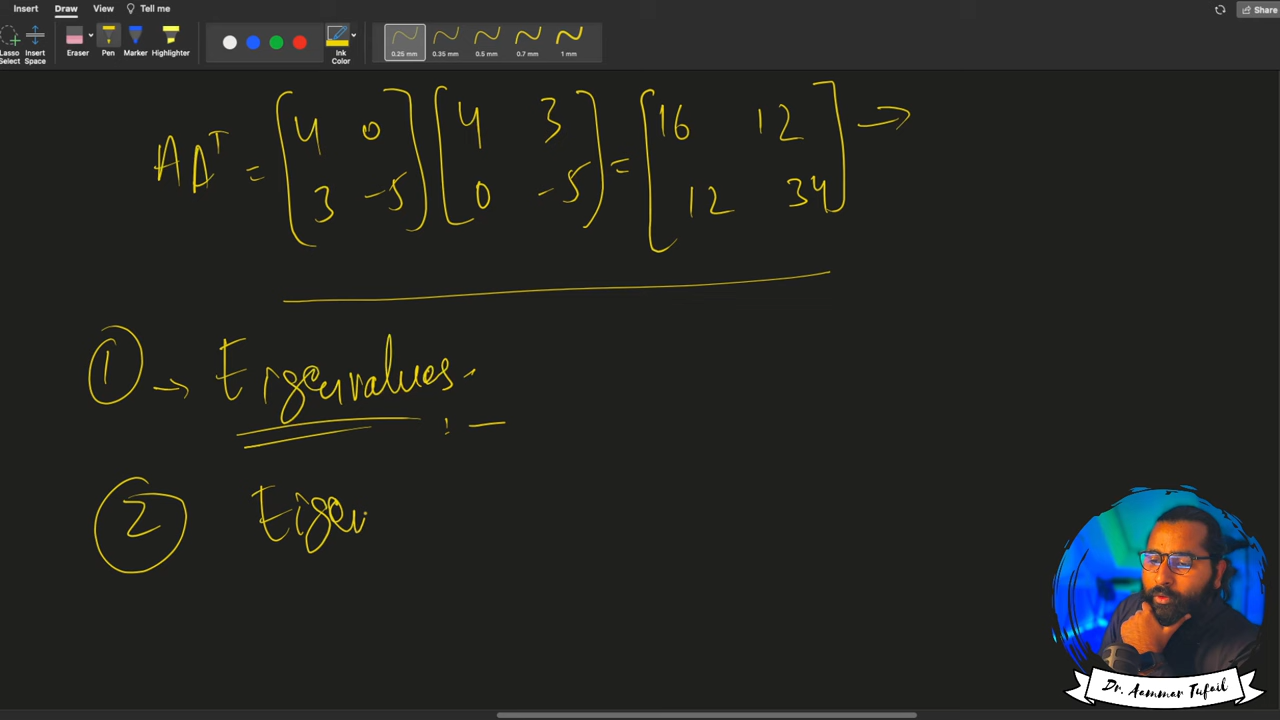 Insert Draw View Tell me
Share
Lasso Select Insert Space Eraser Pen Marker Highlighter Ink Color 0.25 mm 0.35 mm 0.5 mm 0.7 mm 1 mm
AAᵀ = [4 0 [4 3 = [16 12] →
3 -5] 0 -5] 12 34]
① → Eigenvalues
: —
② Eigen
Dr. Aammar Tufail